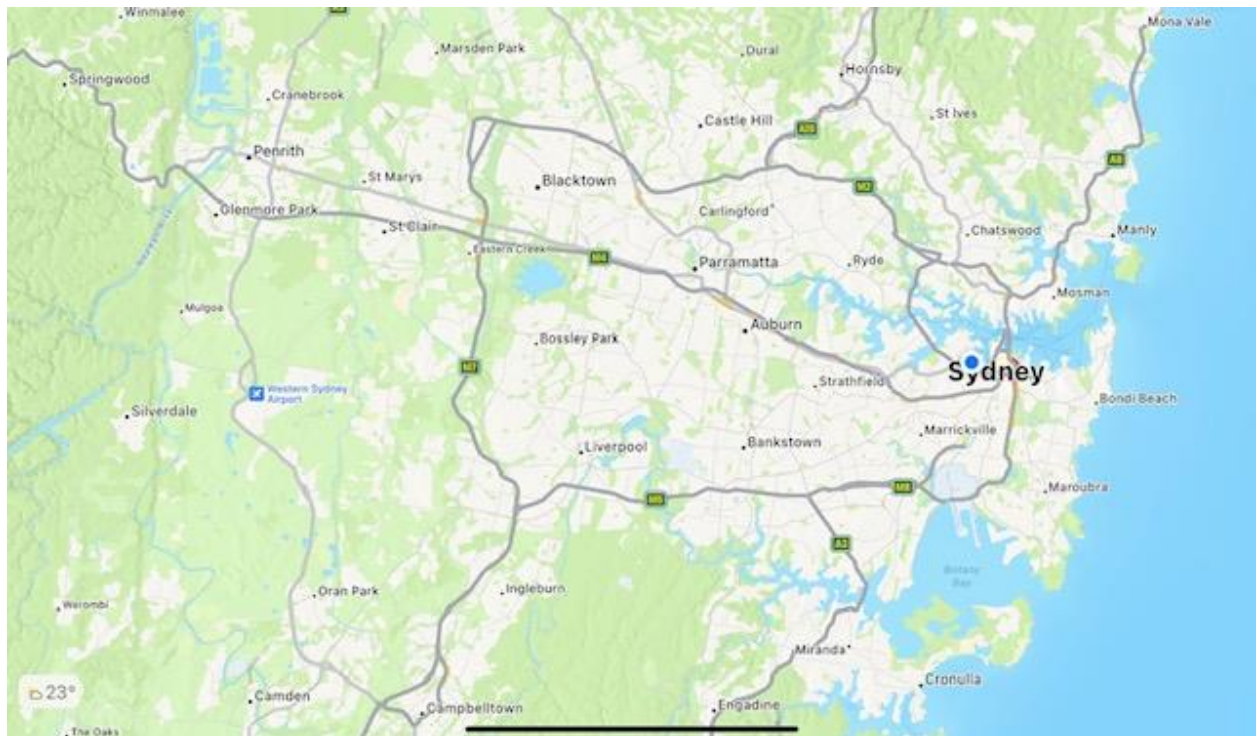 Winmalee
Mona Vale
Marsden Park
Dural
Hornsby
Springwood
Cranebrook
St Ives
Castle Hill
A28
Penrith
A8
St Marys
Blacktown
M2
Glenmore Park
Carlingford
St Clair
Chatswood
Manly
Eastern Creek
M4
Parramatta
Ryde
Mosman
Mulgoa
Auburn
Bossley Park
M7
Sydney
Strathfield
Western Sydney
Airport
Bondi Beach
Silverdale
Marrickville
Liverpool
Bankstown
M8
Maroubra
M5
A3
Botany
Bay
Oran Park
Ingleburn
Werombi
Miranda
Cronulla
23°
Camden
Campbelltown
Engadine
The Oaks